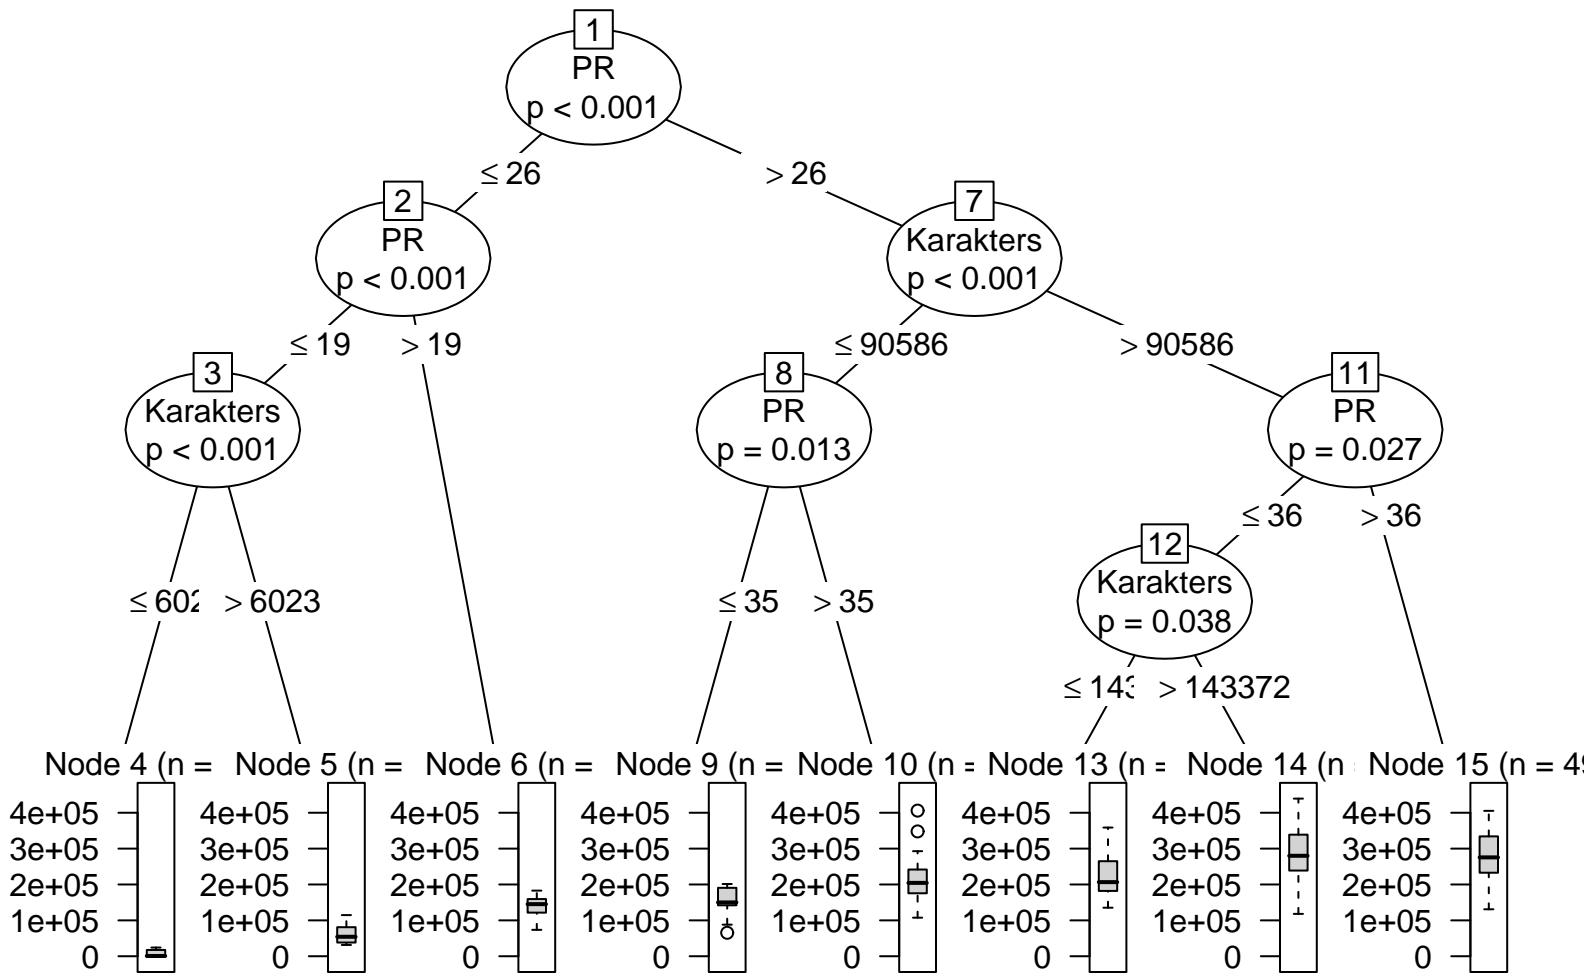 1
PR
p < 0.001
≤ 26
> 26
2
PR
p < 0.001
7
Karakters
p < 0.001
≤ 19
> 19
≤ 90586
> 90586
3
Karakters
p < 0.001
8
PR
p = 0.013
11
PR
p = 0.027
≤ 36
> 36
12
Karakters
p = 0.038
≤ 602
> 6023
≤ 35
> 35
≤ 143
> 143372
Node 4 (n =
Node 5 (n =
Node 6 (n =
Node 9 (n =
Node 10 (n =
Node 13 (n =
Node 14 (n
Node 15 (n = 49
4e+05
3e+05
2e+05
1e+05
0
4e+05
3e+05
2e+05
1e+05
0
4e+05
3e+05
2e+05
1e+05
0
4e+05
3e+05
2e+05
1e+05
0
4e+05
3e+05
2e+05
1e+05
0
4e+05
3e+05
2e+05
1e+05
0
4e+05
3e+05
2e+05
1e+05
0
4e+05
3e+05
2e+05
1e+05
0